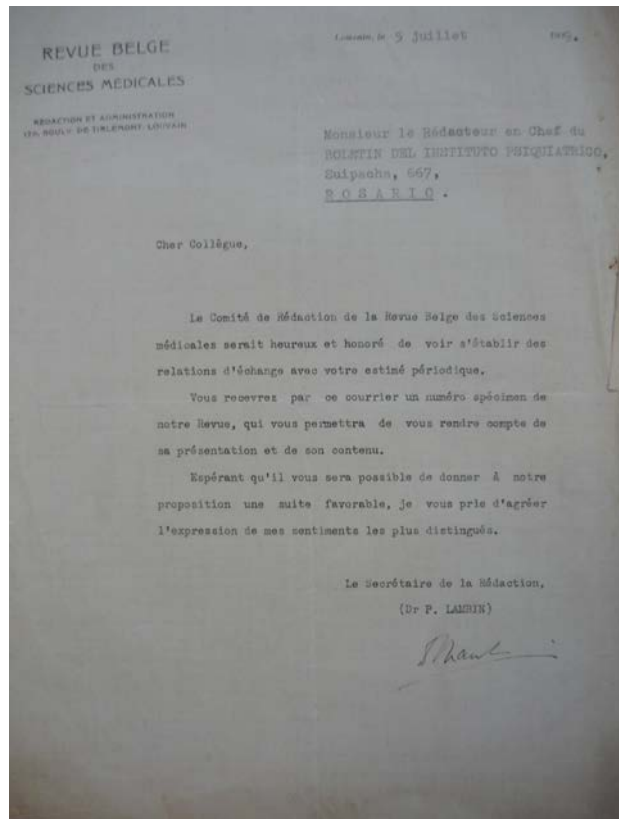 REVUE BELGE
DES
SCIENCES MÉDICALES
RÉDACTION ET ADMINISTRATION
BOULV. DE TIRLEMONT-LOUVAIN
Louvain, le 5 Juillet
Monsieur le Rédacteur en Chef du
BOLETIN DEL INSTITUTO PSIQUIATRICO,
Suipacha, 667,
ROSARIO.
Cher Collègue,
Le Comité de Rédaction de la Revue Belge des Sciences
médicales serait heureux et honoré de voir s'établir des
relations d'échange avec votre estimé périodique.
Vous recevrez par ce courrier un numéro spécimen de
notre Revue, qui vous permettra de vous rendre compte de
sa présentation et de son contenu.
Espérant qu'il vous sera possible de donner à notre
proposition une suite favorable, je vous prie d'agréer
l'expression de mes sentiments les plus distingués.
Le Secrétaire de la Rédaction,
(Dr P. LAMBIN)